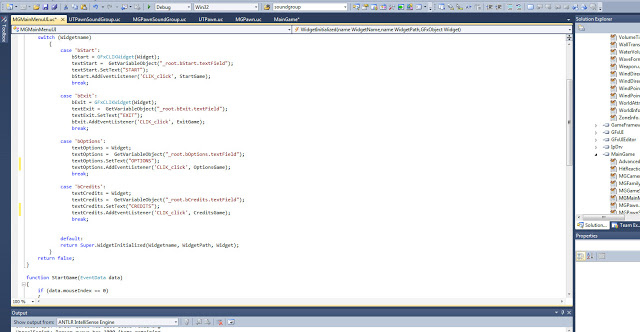 Debug
Win32
soundgroup
MGMainMenuUI.uc*
UTPawnSoundGroup.uc
MGPawnSoundGroup.uc
UTPawn.uc
MGPawn.uc
MainGame*
Solution Explorer
Toolbox
MGMainMenuUI
WidgetInitialized(name WidgetName,name WidgetPath,GFxObject Widget)
switch (Widgetname)
{
case 'bStart':
bStart = GFxCLIKWidget(Widget);
textStart =  GetVariableObject("_root.bStart.textField");
textStart.SetText("START");
bStart.AddEventListener('CLIK_click', StartGame);
break;
case 'bExit':
bExit = GFxCLIKWidget(Widget);
textExit =  GetVariableObject("_root.bExit.textField");
textExit.SetText("EXIT");
bExit.AddEventListener('CLIK_click', ExitGame);
break;
case 'bOptions':
textOptions = Widget;
textOptions =  GetVariableObject("_root.bOptions.textField");
textOptions.SetText("OPTIONS");
textOptions.AddEventListener('CLIK_click', OptionsGame);
break;
case 'bCredits':
textCredits = Widget;
textCredits =  GetVariableObject("_root.bCredits.textfield");
textCredits.SetText("CREDITS");
textCredits.AddEventListener('CLIK_click', CreditsGame);
break;
default:
return Super.WidgetInitialized(Widgetname, WidgetPath, Widget);
}
return false;
}
function StartGame(EventData data)
{
if (data.mouseIndex == 0)
{
100 %
Output
Show output from: ANTLR IntelliSense Engine
VolumeTi
WallTrans
WaterVolu
WaveForm
Weapon.u
WindDirec
WindDirec
WindPoint
WindPoint
WorldAttr
WorldInfo
ZoneInfo
GameFramew
GFxUI
GFxUIEditor
IpDrv
MainGame
Advanced
HitReactio
MGCamer
MGFamily
MGGame
MGMainM
MGPawn.
MGPawnS
Solution...
Team Ex..
Properties